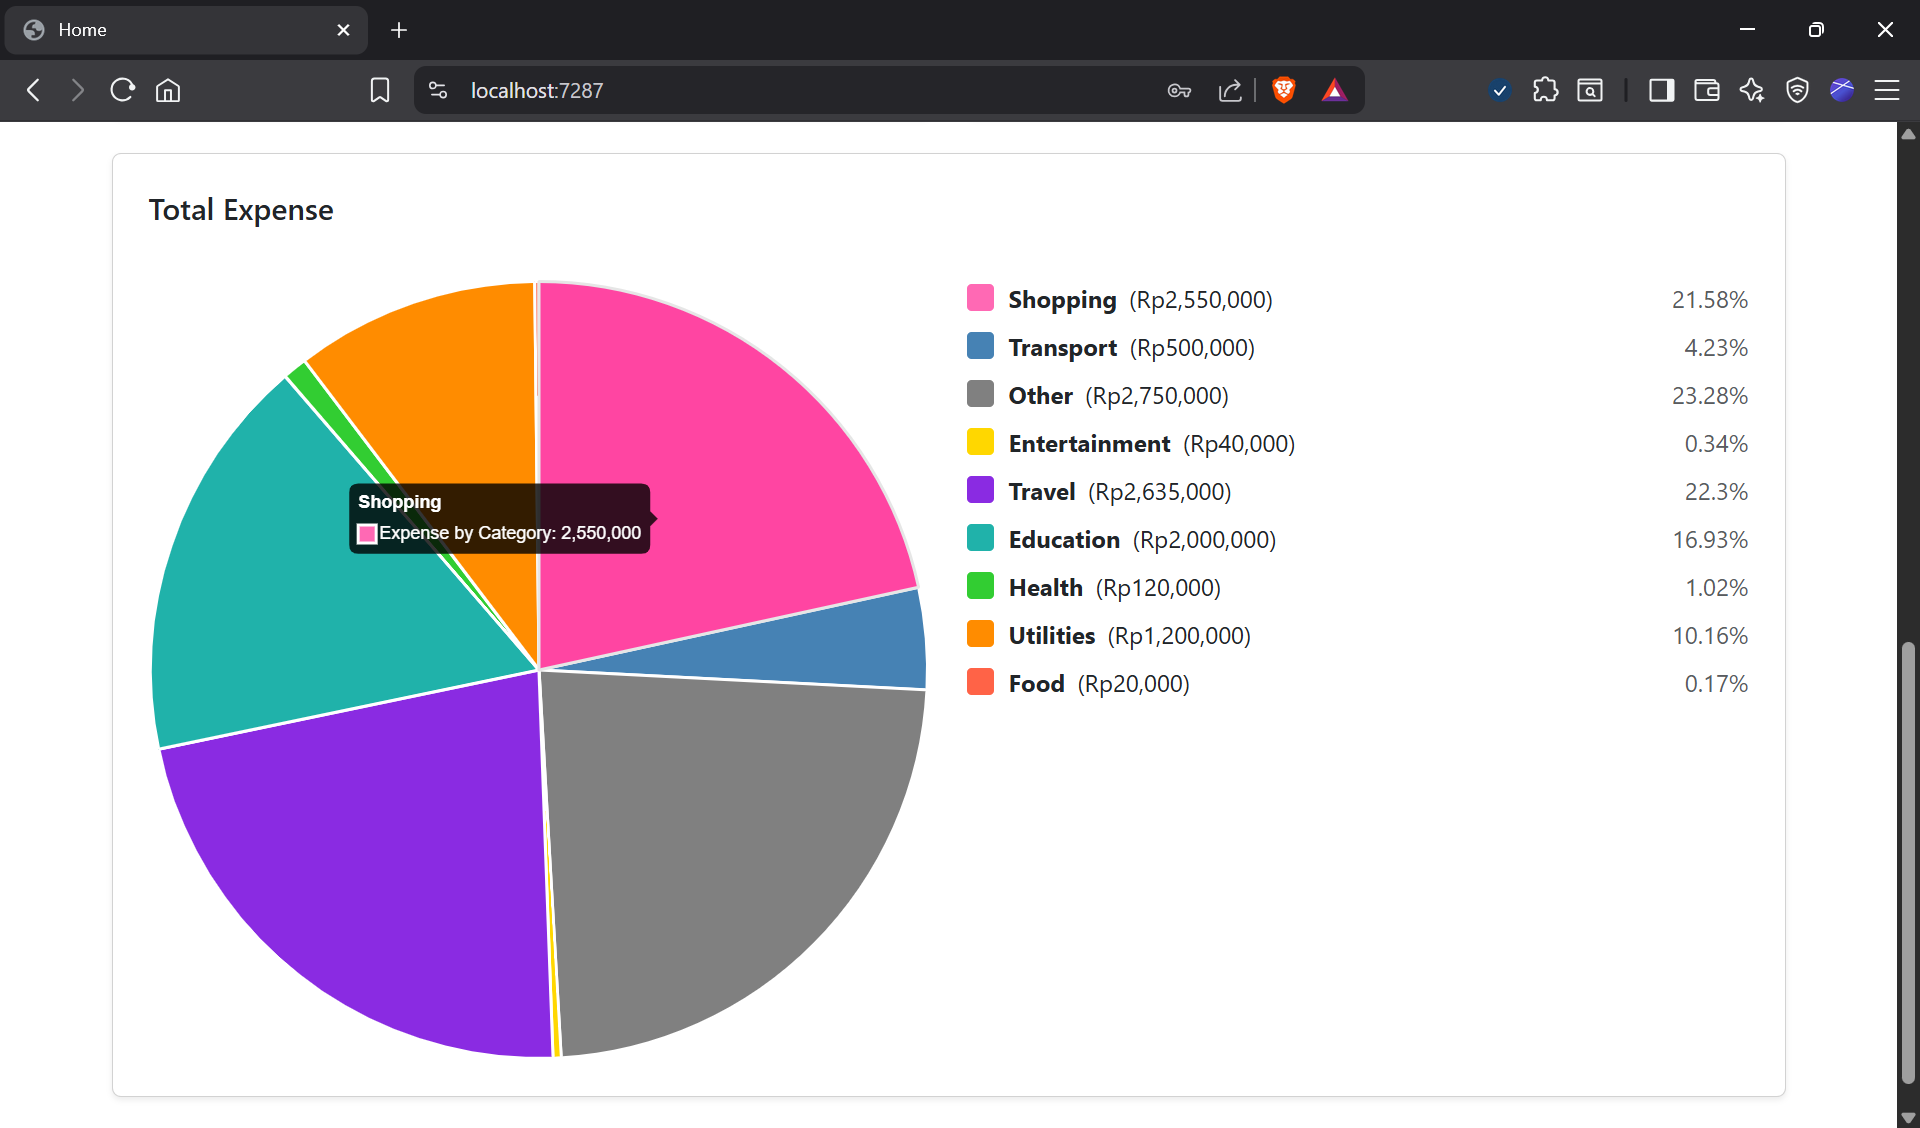 Home
localhost:7287
Total Expense
Shopping (Rp2,550,000) 21.58%
Transport (Rp500,000) 4.23%
Other (Rp2,750,000) 23.28%
Entertainment (Rp40,000) 0.34%
Travel (Rp2,635,000) 22.3%
Education (Rp2,000,000) 16.93%
Health (Rp120,000) 1.02%
Utilities (Rp1,200,000) 10.16%
Food (Rp20,000) 0.17%
Shopping
Expense by Category: 2,550,000